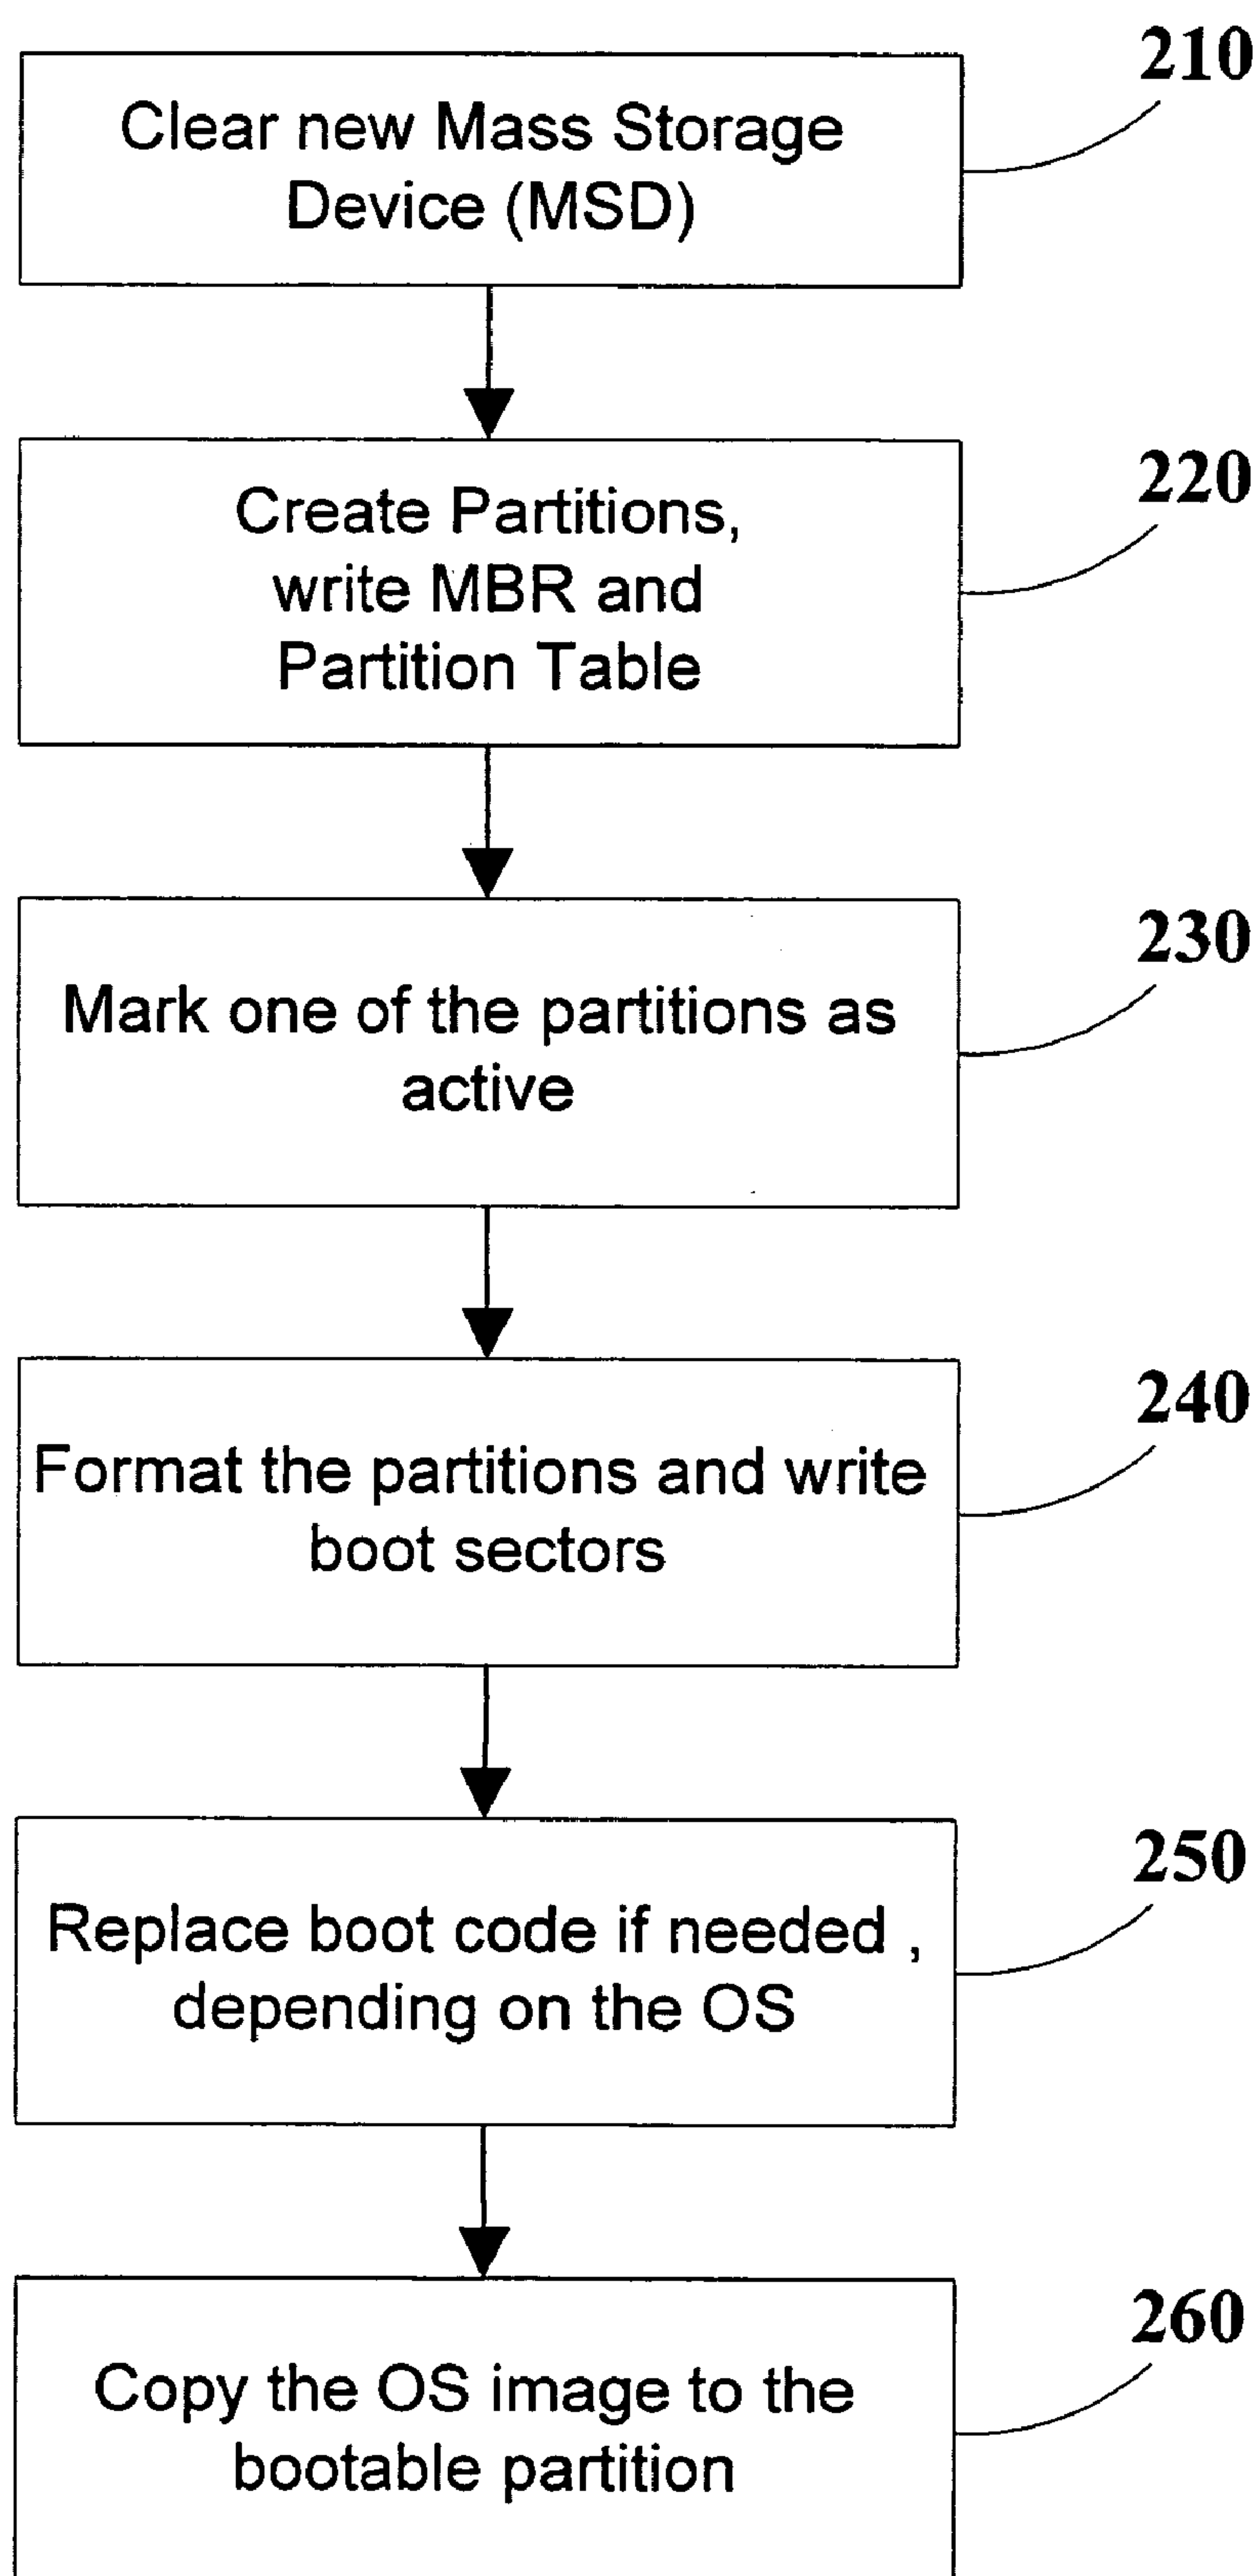 210
Clear new Mass Storage
Device (MSD)
220
Create Partitions,
write MBR and
Partition Table
230
Mark one of the partitions as
active
240
Format the partitions and write
boot sectors
250
Replace boot code if needed ,
depending on the OS
260
Copy the OS image to the
bootable partition